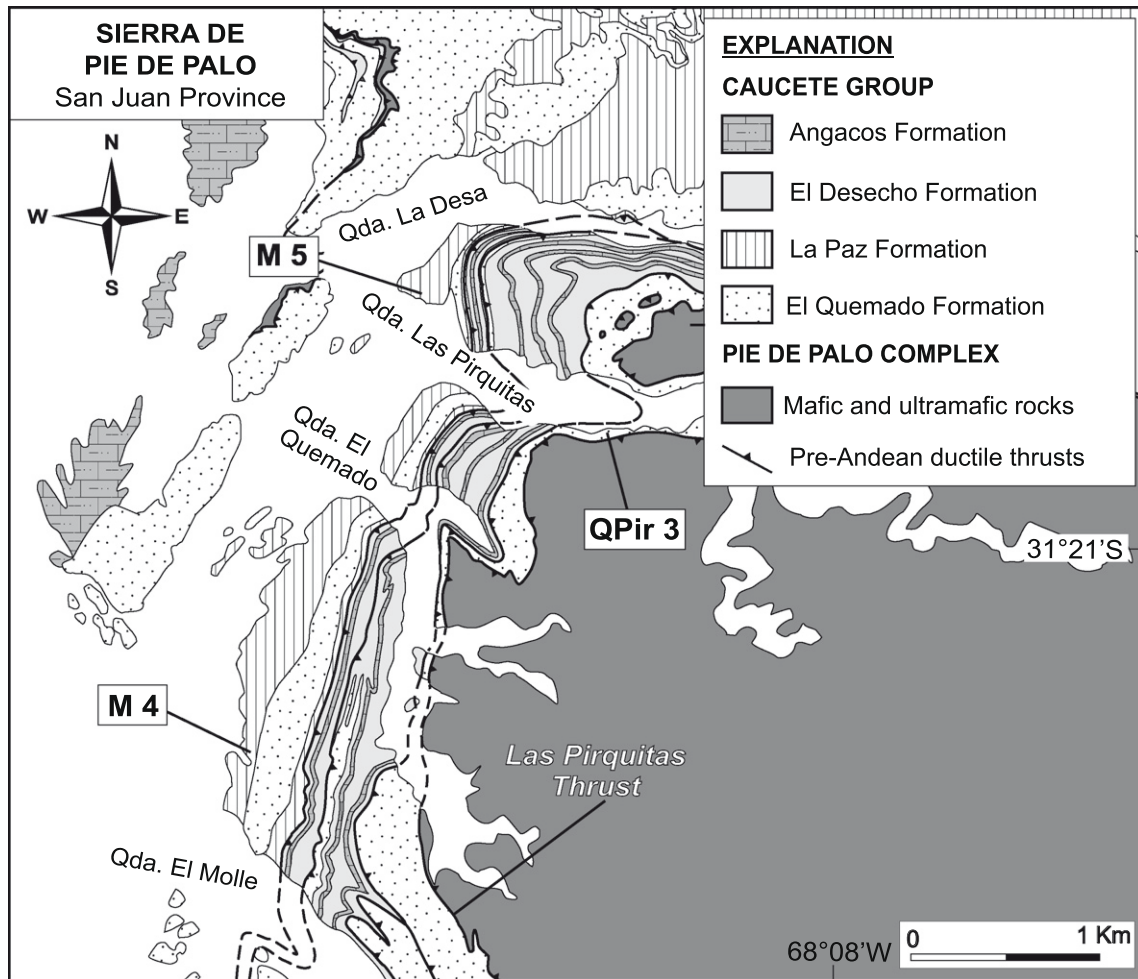 SIERRA DE
PIE DE PALO
San Juan Province
N
W
E
S
EXPLANATION
CAUCETE GROUP
Angacos Formation
El Desecho Formation
La Paz Formation
El Quemado Formation
PIE DE PALO COMPLEX
Mafic and ultramafic rocks
Pre-Andean ductile thrusts
Qda. La Desa
M 5
Qda. Las Pirquitas
Qda. El
Quemado
QPir 3
31°21'S
M 4
Las Pirquitas
Thrust
Qda. El Molle
68°08'W
0
1 Km